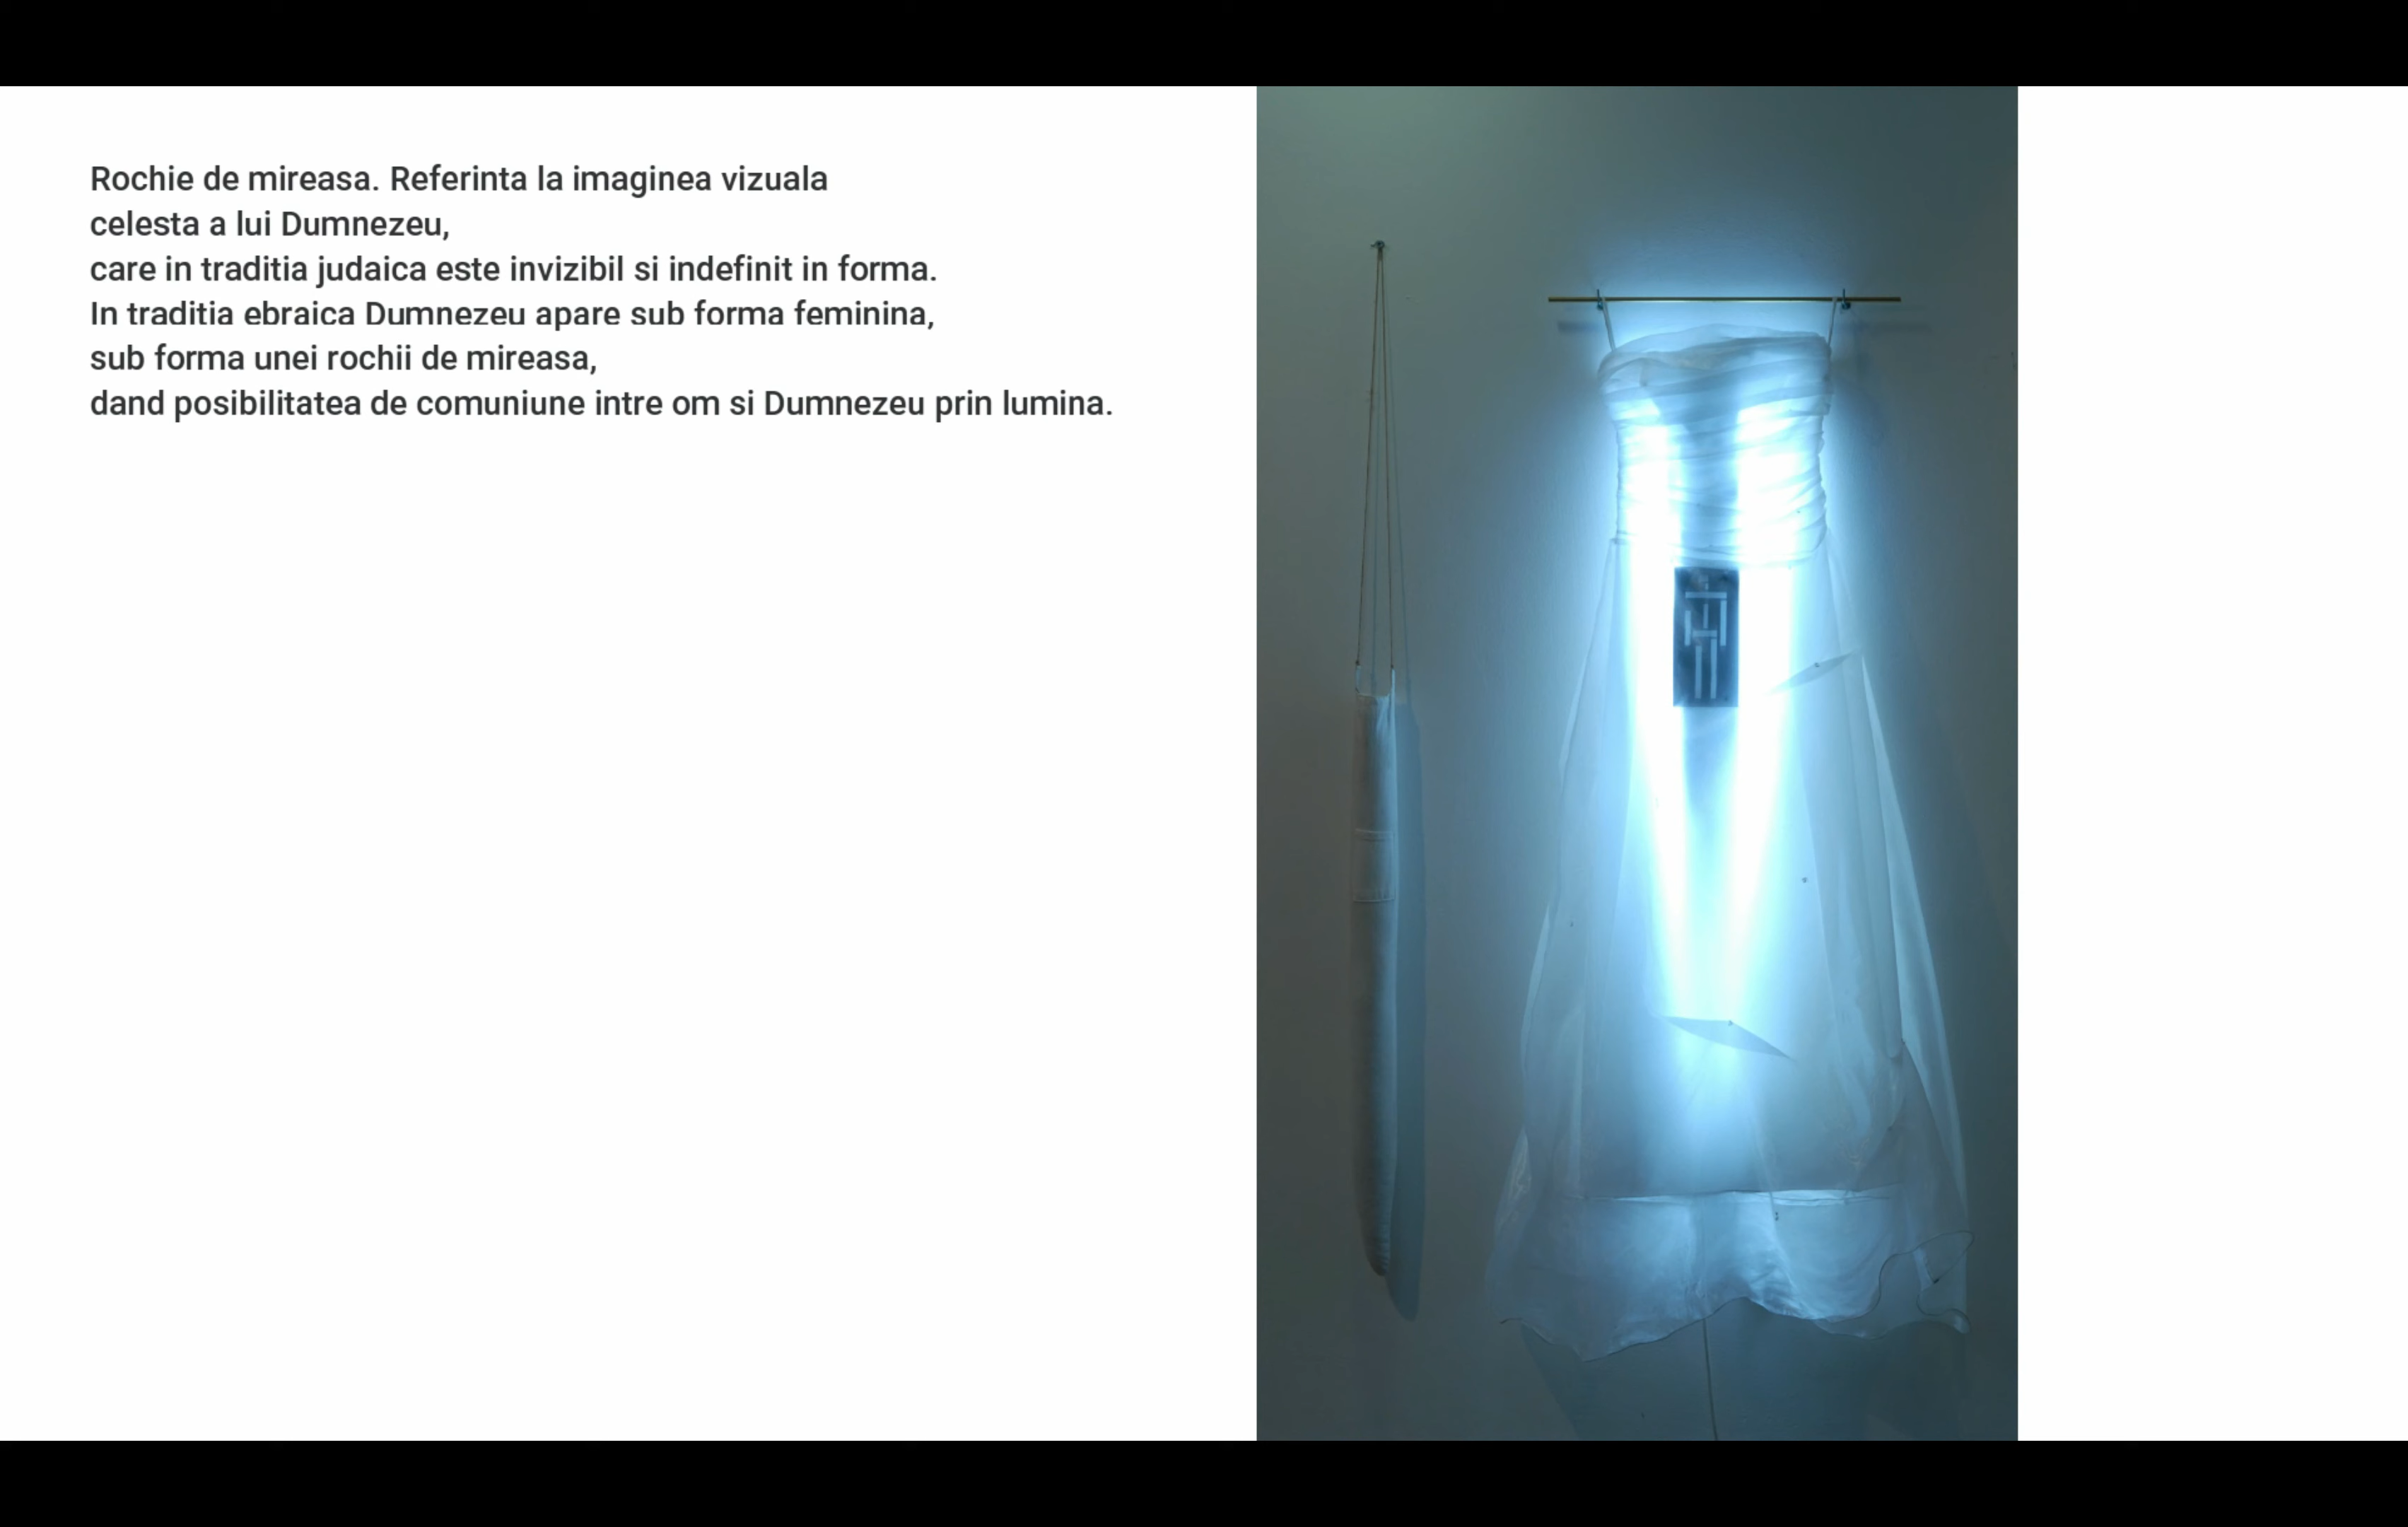 Rochie de mireasa. Referinta la imaginea vizuala
celesta a lui Dumnezeu,
care in traditia judaica este invizibil si indefinit in forma.
In traditia ebraica Dumnezeu apare sub forma feminina,
sub forma unei rochii de mireasa,
dand posibilitatea de comuniune intre om si Dumnezeu prin lumina.